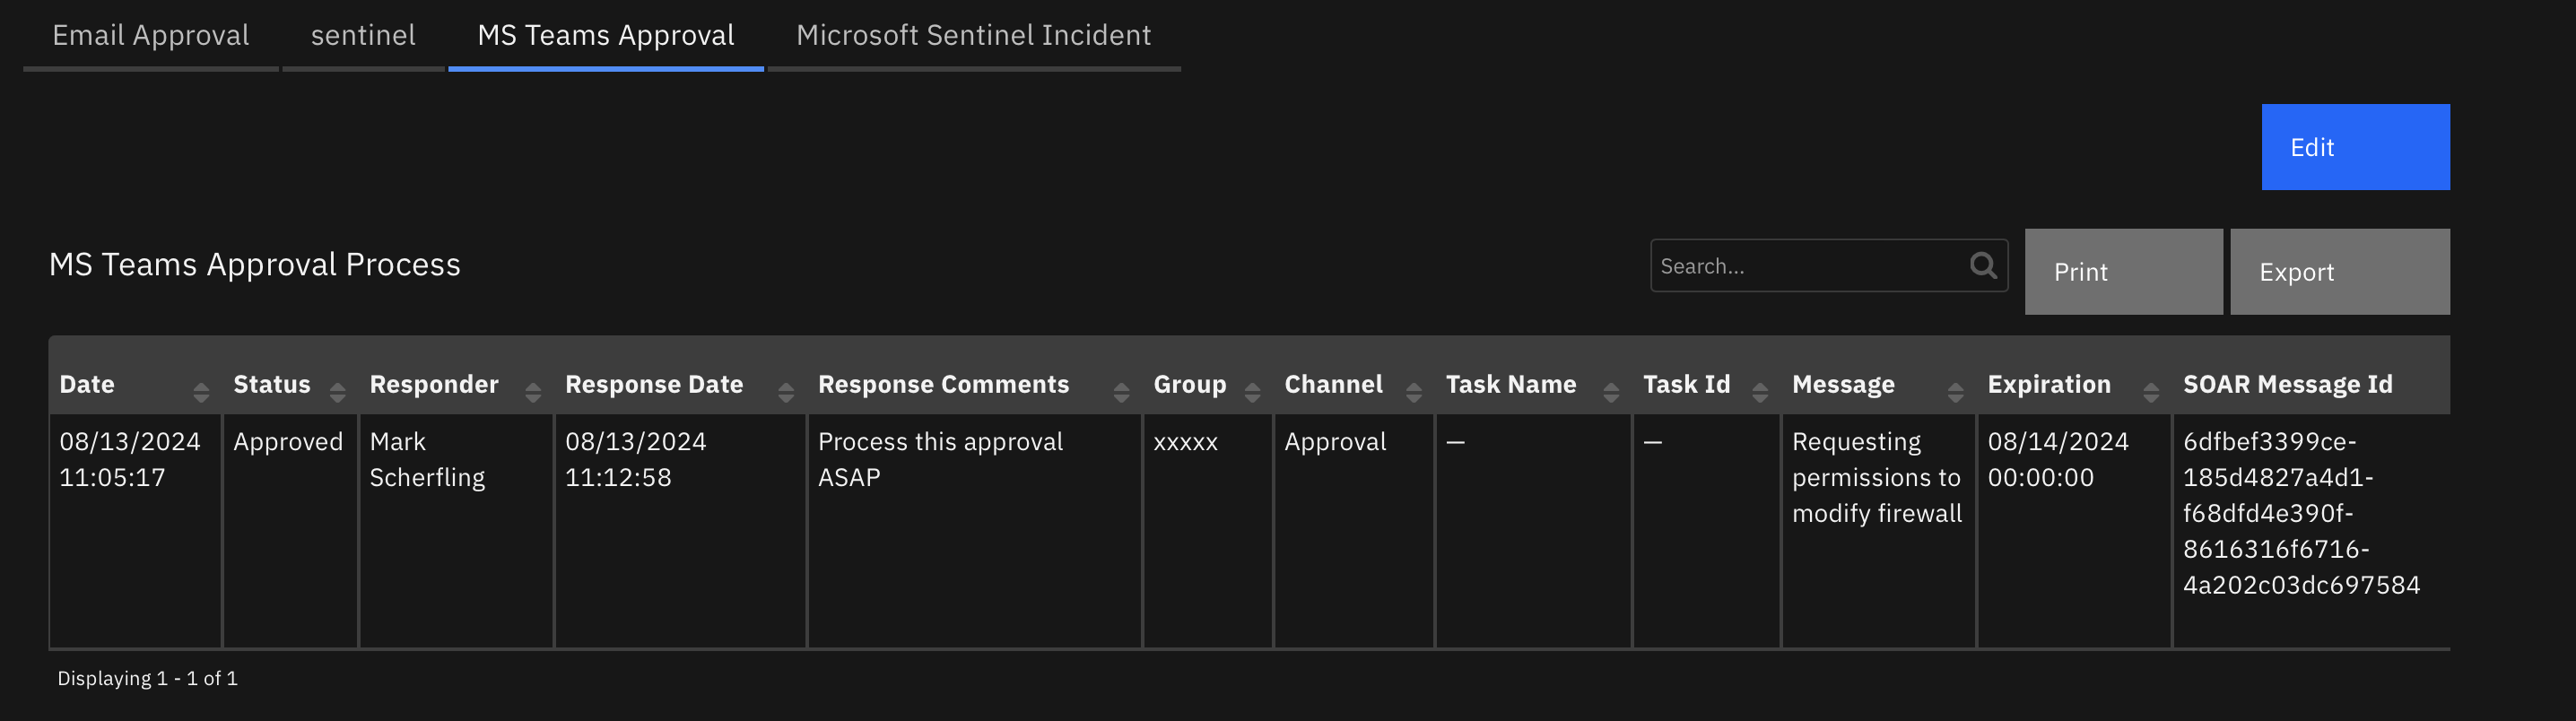 Email Approval sentinel MS Teams Approval Microsoft Sentinel Incident
Edit
MS Teams Approval Process Search... Print Export
Date Status Responder Response Date Response Comments Group Channel Task Name Task Id Message Expiration SOAR Message Id
08/13/2024 Approved Mark 08/13/2024 Process this approval xxxxx Approval — — Requesting 08/14/2024 6dfbef3399ce-
11:05:17 Scherfling 11:12:58 ASAP permissions to 00:00:00 185d4827a4d1-
modify firewall f68dfd4e390f-
8616316f6716-
4a202c03dc697584
Displaying 1 - 1 of 1